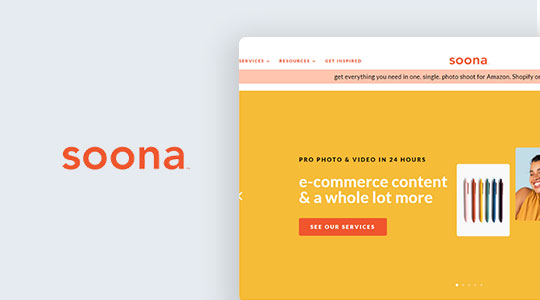 soona
SERVICES
RESOURCES
GET INSPIRED
soona
get everything you need in one. single. photo shoot for Amazon, Shopify or
PRO PHOTO & VIDEO IN 24 HOURS
e-commerce content
& a whole lot more
SEE OUR SERVICES